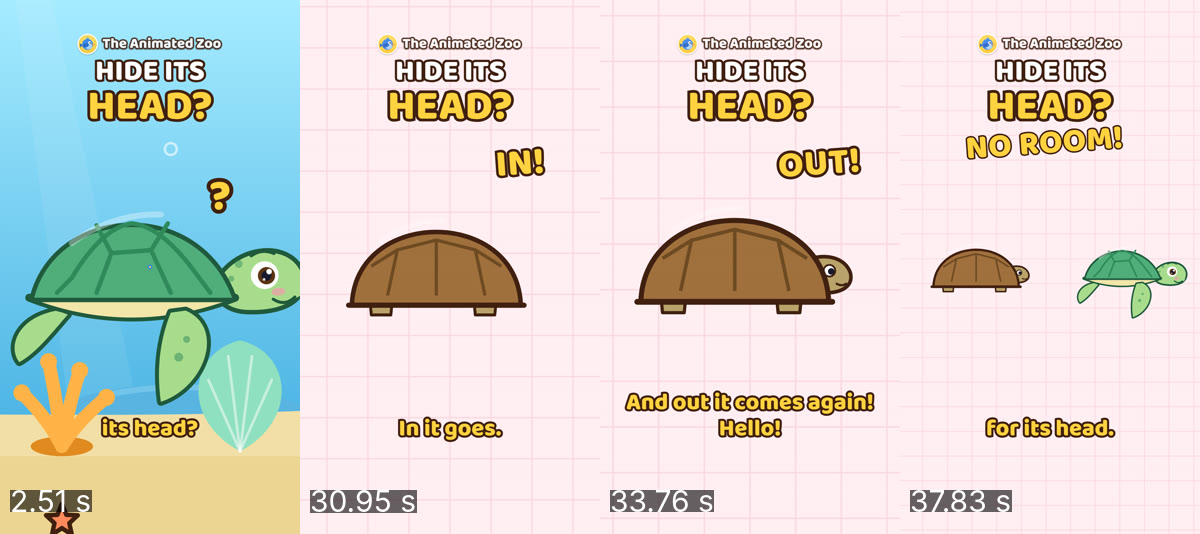 The Animated Zoo
HIDE ITS
HEAD?
?
its head?
2.51 s
The Animated Zoo
HIDE ITS
HEAD?
IN!
In it goes.
30.95 s
The Animated Zoo
HIDE ITS
HEAD?
OUT!
And out it comes again!
Hello!
33.76 s
The Animated Zoo
HIDE ITS
HEAD?
NO ROOM!
for its head.
37.83 s